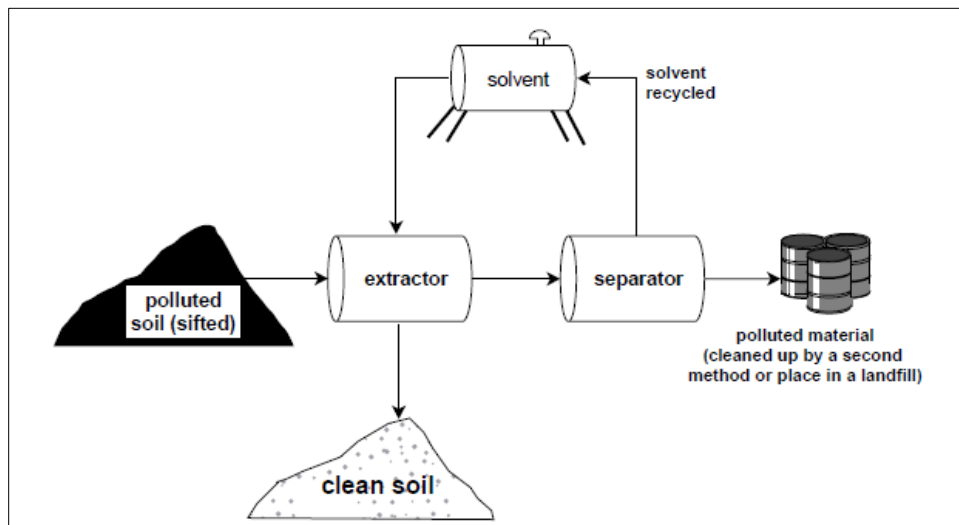 solvent
solvent
recycled
polluted
soil (sifted)
extractor
separator
polluted material
(cleaned up by a second
method or place in a landfill)
clean soil